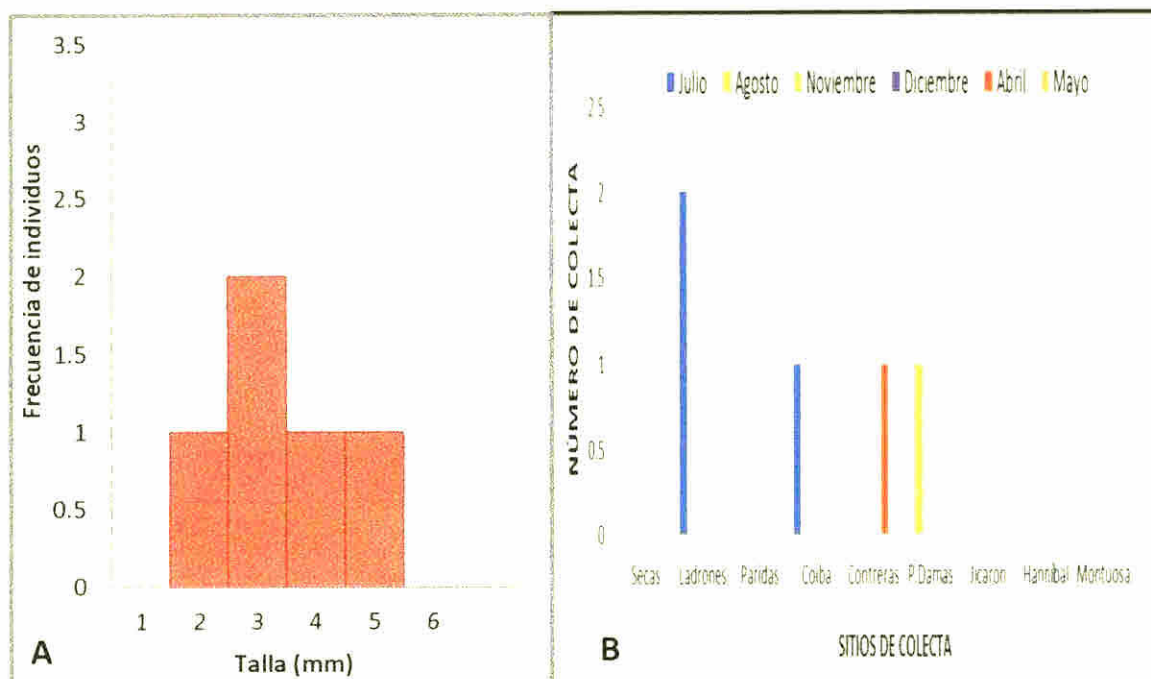 3.5
3
2.5
2
1.5
1
0.5
0
Frecuencia de individuos
1 2 3 4 5 6
Talla (mm)
A
Julio Agosto Noviembre Diciembre Abril Mayo
2.5
2
1.5
1
0.5
0
NÚMERO DE COLECTA
Secas Ladrones Paridas Coiba Contreras P.Damas Jicaron Hannibal Montuosa
SITIOS DE COLECTA
B